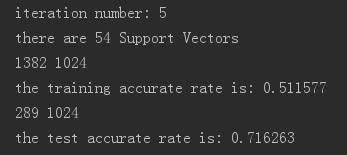 iteration number: 5
there are 54 Support Vectors
1382 1024
the training accurate rate is: 0.511577
289 1024
the test accurate rate is: 0.716263